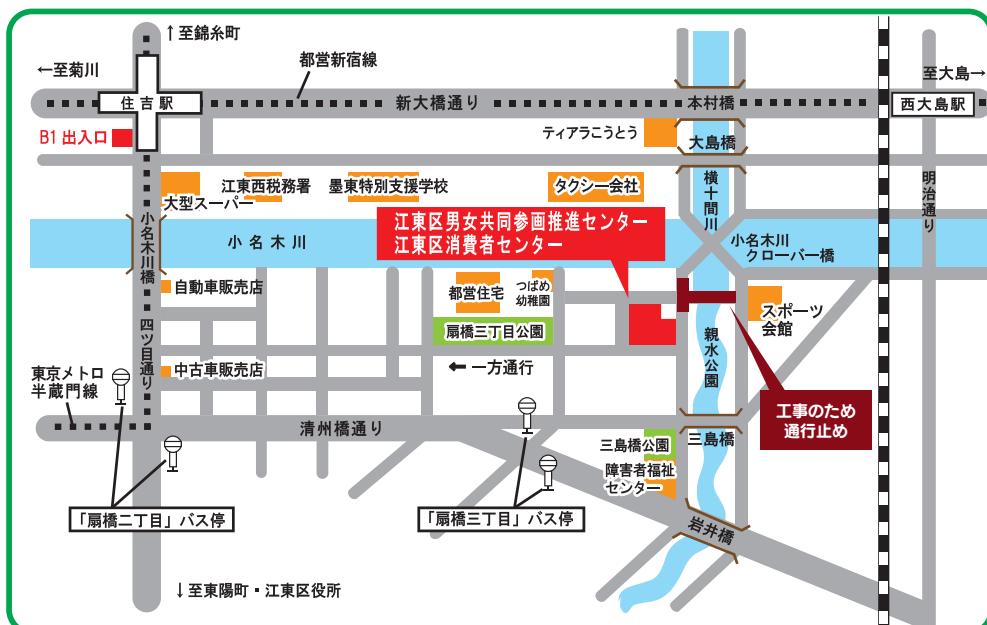 ↑至錦糸町
都営新宿線
←至菊川
至大島→
住吉駅
新大橋通り
本村橋
西大島駅
B1出入口
ティアラこうとう
大島橋
江東西税務署
墨東特別支援学校
タクシー会社
大型スーパー
横十間川
明治通り
江東区男女共同参画推進センター
江東区消費者センター
小名木川橋
小名木川
小名木川
クローバー橋
自動車販売店
都営住宅
つばめ
幼稚園
スポーツ
会館
四ツ目通り
扇橋三丁目公園
親水公園
←一方通行
東京メトロ
半蔵門線
中古車販売店
工事のため
通行止め
清州橋通り
三島橋公園
三島橋
障害者福祉
センター
「扇橋二丁目」バス停
「扇橋三丁目」バス停
岩井橋
↓至東陽町・江東区役所